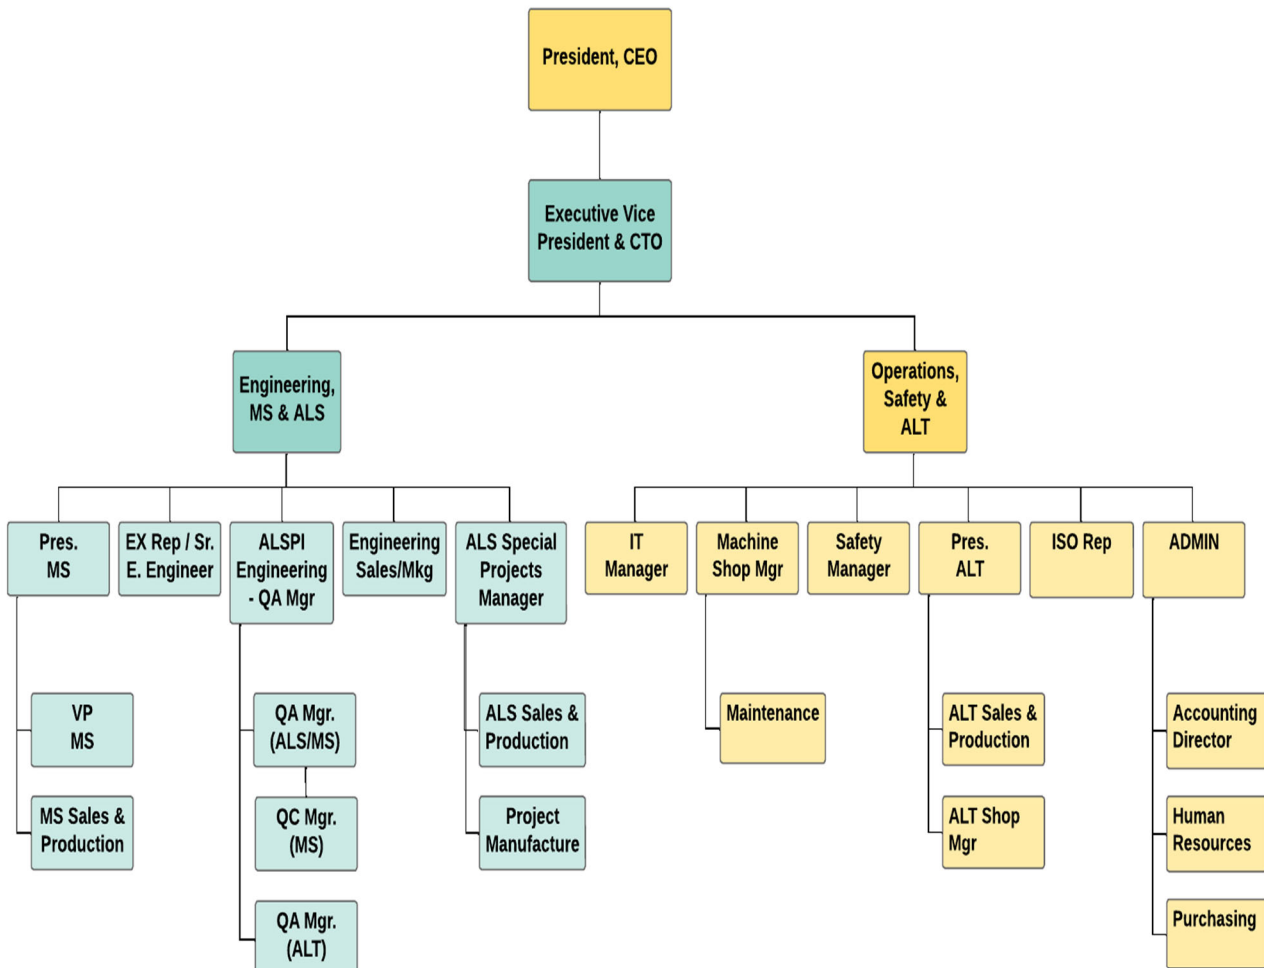 President, CEO
Executive Vice
President & CTO
Engineering,
MS & ALS
Operations,
Safety &
ALT
Pres.
MS
EX Rep / Sr.
E. Engineer
ALSPI
Engineering
- QA Mgr
Engineering
Sales/Mkg
ALS Special
Projects
Manager
IT
Manager
Machine
Shop Mgr
Safety
Manager
Pres.
ALT
ISO Rep
ADMIN
VP
MS
QA Mgr.
(ALS/MS)
ALS Sales &
Production
Maintenance
ALT Sales &
Production
Accounting
Director
MS Sales &
Production
QC Mgr.
(MS)
Project
Manufacture
ALT Shop
Mgr
Human
Resources
QA Mgr.
(ALT)
Purchasing